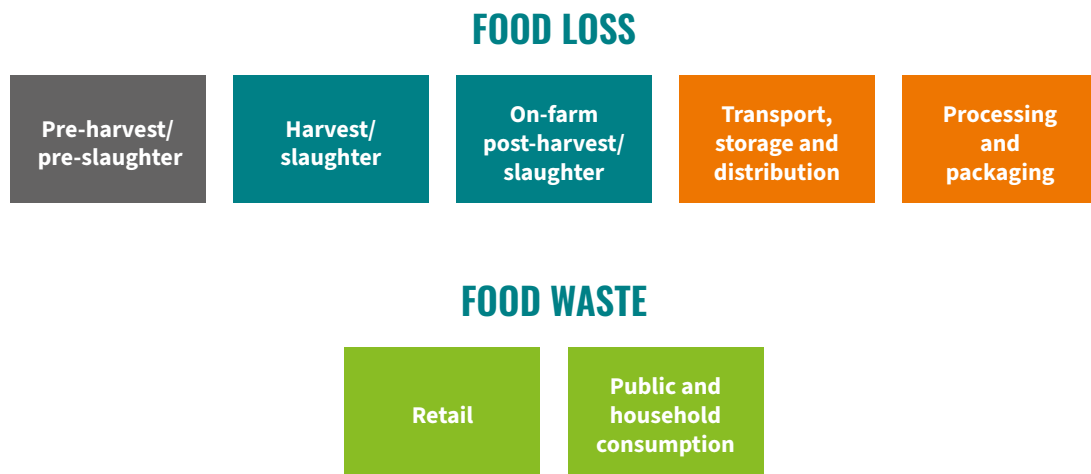 FOOD LOSS
Pre-harvest/
pre-slaughter
Harvest/
slaughter
On-farm
post-harvest/
slaughter
Transport,
storage and
distribution
Processing
and
packaging
FOOD WASTE
Retail
Public and
household
consumption